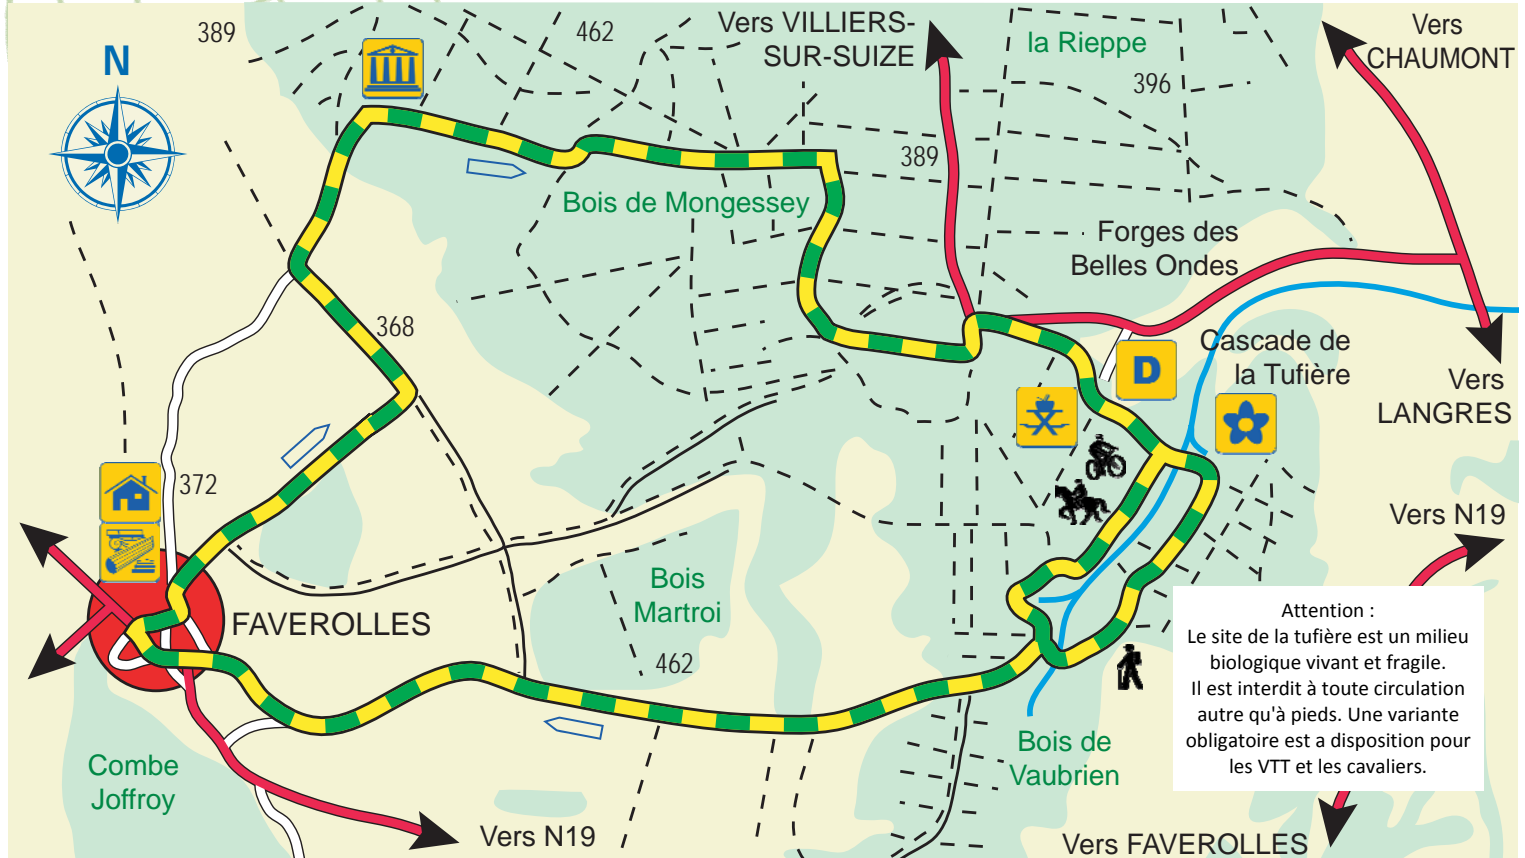 389
462
Vers VILLIERS-
SUR-SUIZE
la Rieppe
396
Vers
CHAUMONT
N
389
Bois de Mongessey
Forges des
Belles Ondes
368
D
Cascade de
la Tufière
Vers
LANGRES
372
Vers N19
Bois
Martroi
FAVEROLLES
462
Attention :
Le site de la tufière est un milieu
biologique vivant et fragile.
Il est interdit à toute circulation
autre qu'à pieds. Une variante
obligatoire est a disposition pour
les VTT et les cavaliers.
Combe
Joffroy
Bois de
Vaubrien
Vers N19
Vers FAVEROLLES